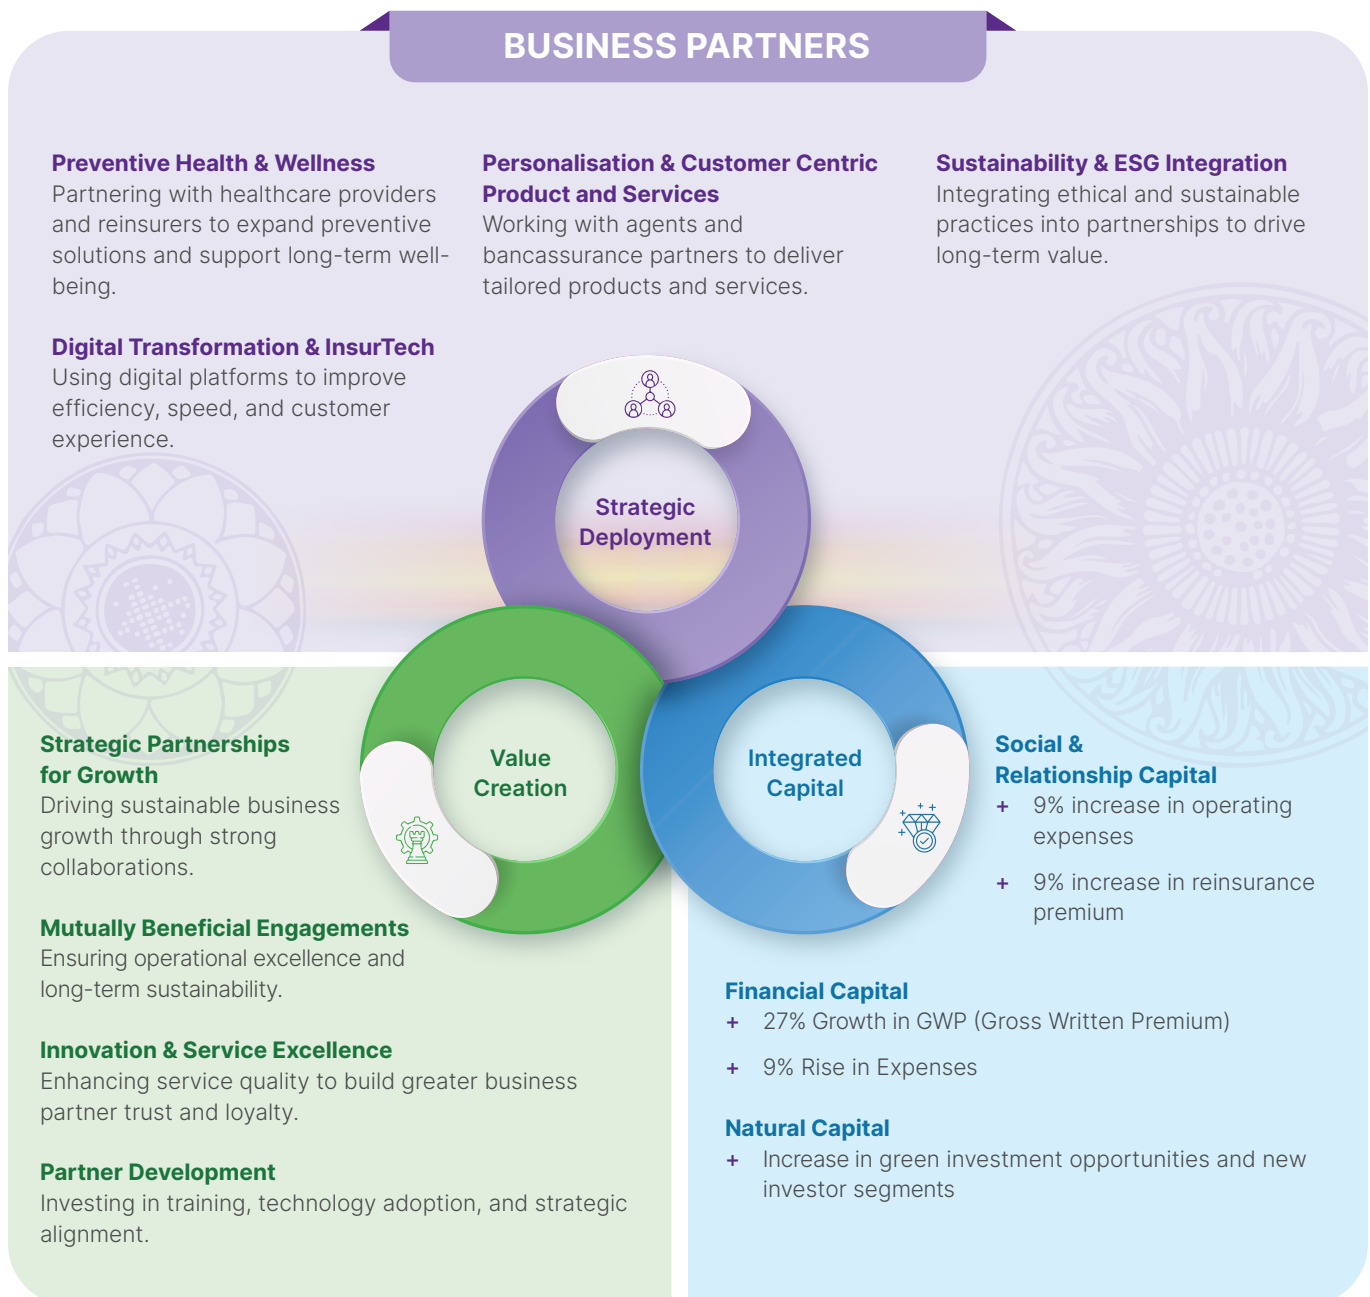 BUSINESS PARTNERS
Preventive Health & Wellness
Partnering with healthcare providers
and reinsurers to expand preventive
solutions and support long-term well-
being.
Digital Transformation & InsurTech
Using digital platforms to improve
efficiency, speed, and customer
experience.
Personalisation & Customer Centric
Product and Services
Working with agents and
bancassurance partners to deliver
tailored products and services.
Sustainability & ESG Integration
Integrating ethical and sustainable
practices into partnerships to drive
long-term value.
Strategic
Deployment
Value
Creation
Integrated
Capital
Strategic Partnerships
for Growth
Driving sustainable business
growth through strong
collaborations.
Mutually Beneficial Engagements
Ensuring operational excellence and
long-term sustainability.
Innovation & Service Excellence
Enhancing service quality to build greater business
partner trust and loyalty.
Partner Development
Investing in training, technology adoption, and strategic
alignment.
Social &
Relationship Capital
+ 9% increase in operating
expenses
+ 9% increase in reinsurance
premium
Financial Capital
+ 27% Growth in GWP (Gross Written Premium)
+ 9% Rise in Expenses
Natural Capital
+ Increase in green investment opportunities and new
investor segments